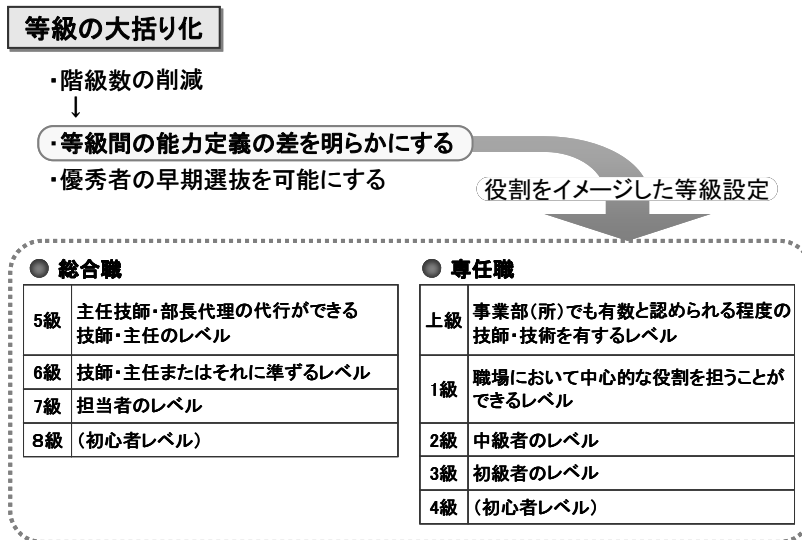 等級の大括り化
・階級数の削減
↓
・等級間の能力定義の差を明らかにする
・優秀者の早期選抜を可能にする
役割をイメージした等級設定
● 総合職
5級 主任技師・部長代理の代行ができる
技師・主任のレベル
6級 技師・主任またはそれに準ずるレベル
7級 担当者のレベル
8級 （初心者レベル）
● 専任職
上級 事業部（所）でも有数と認められる程度の
技師・技術を有するレベル
1級 職場において中心的な役割を担うことが
できるレベル
2級 中級者のレベル
3級 初級者のレベル
4級 （初心者レベル）